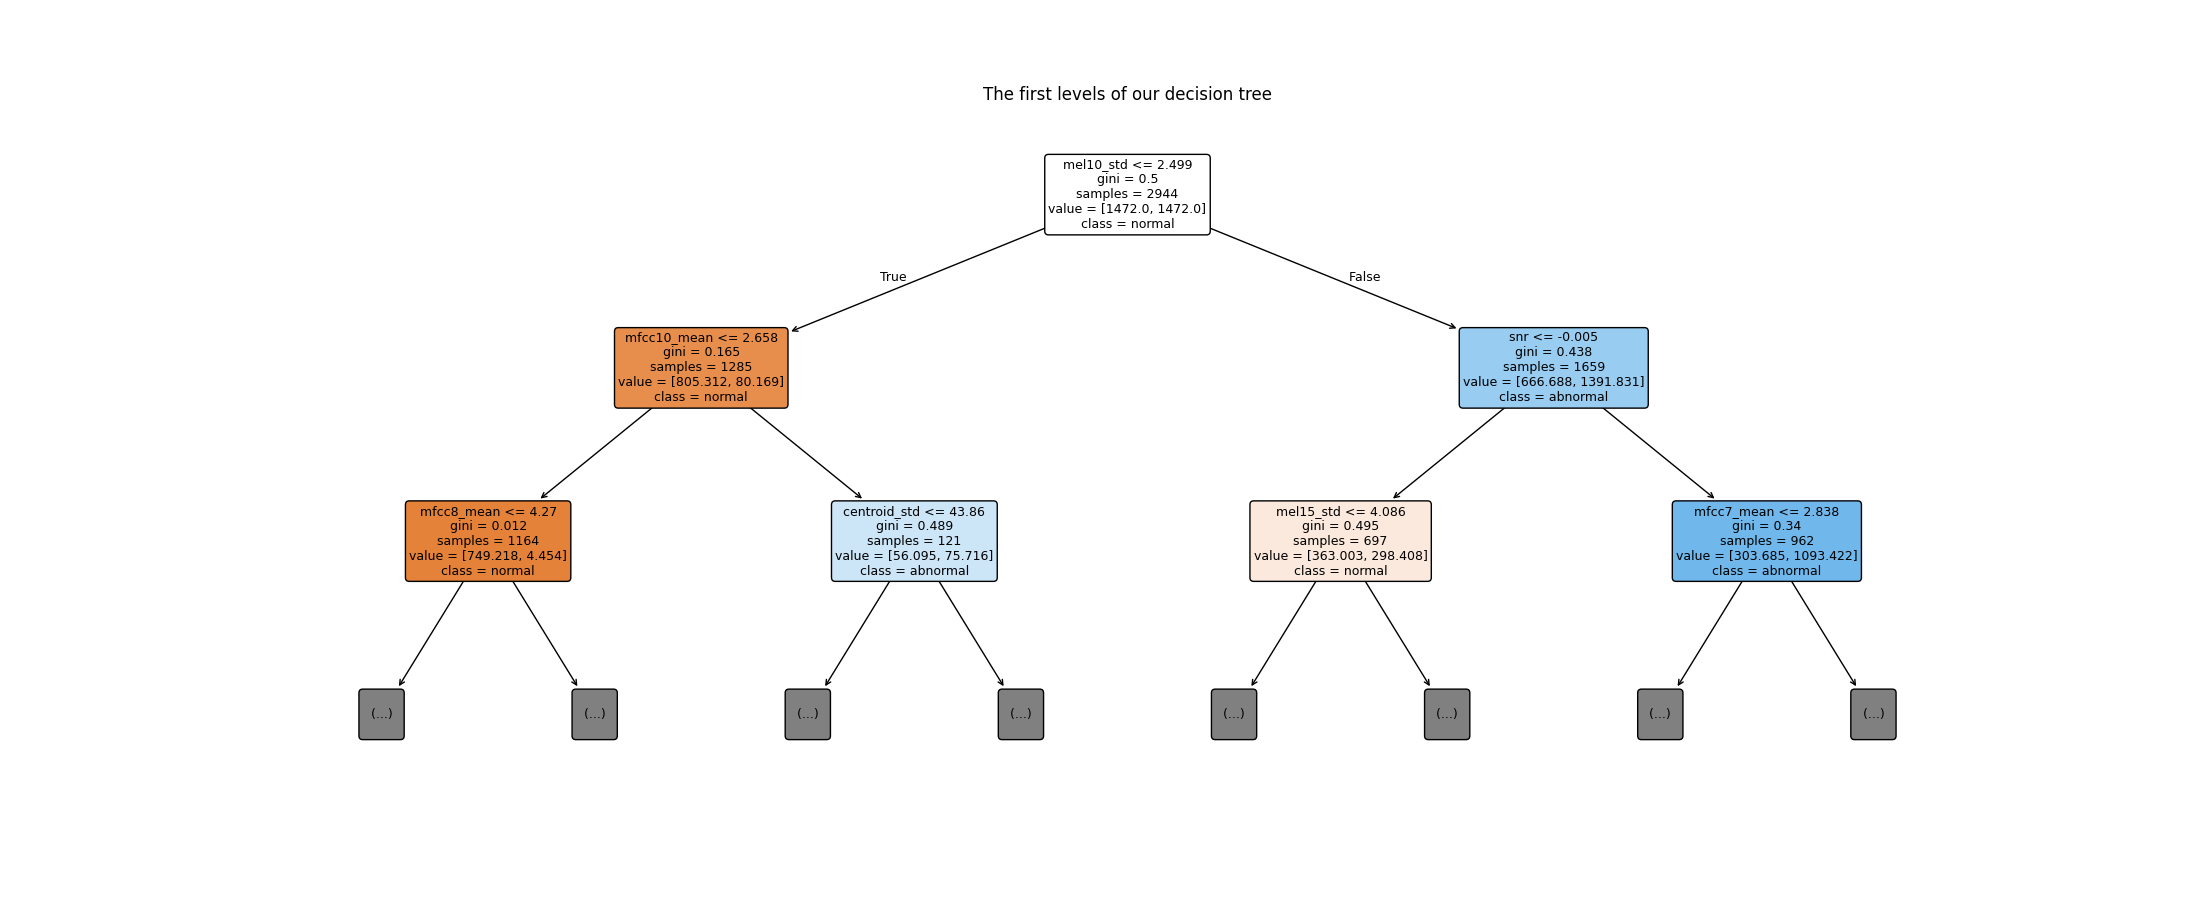 The first levels of our decision tree
mel10_std <= 2.499
gini = 0.5
samples = 2944
value = [1472.0, 1472.0]
class = normal
True
False
mfcc10_mean <= 2.658
gini = 0.165
samples = 1285
value = [805.312, 80.169]
class = normal
snr <= -0.005
gini = 0.438
samples = 1659
value = [666.688, 1391.831]
class = abnormal
mfcc8_mean <= 4.27
gini = 0.012
samples = 1164
value = [749.218, 4.454]
class = normal
centroid_std <= 43.86
gini = 0.489
samples = 121
value = [56.095, 75.716]
class = abnormal
mel15_std <= 4.086
gini = 0.495
samples = 697
value = [363.003, 298.408]
class = normal
mfcc7_mean <= 2.838
gini = 0.34
samples = 962
value = [303.685, 1093.422]
class = abnormal
(...)
(...)
(...)
(...)
(...)
(...)
(...)
(...)